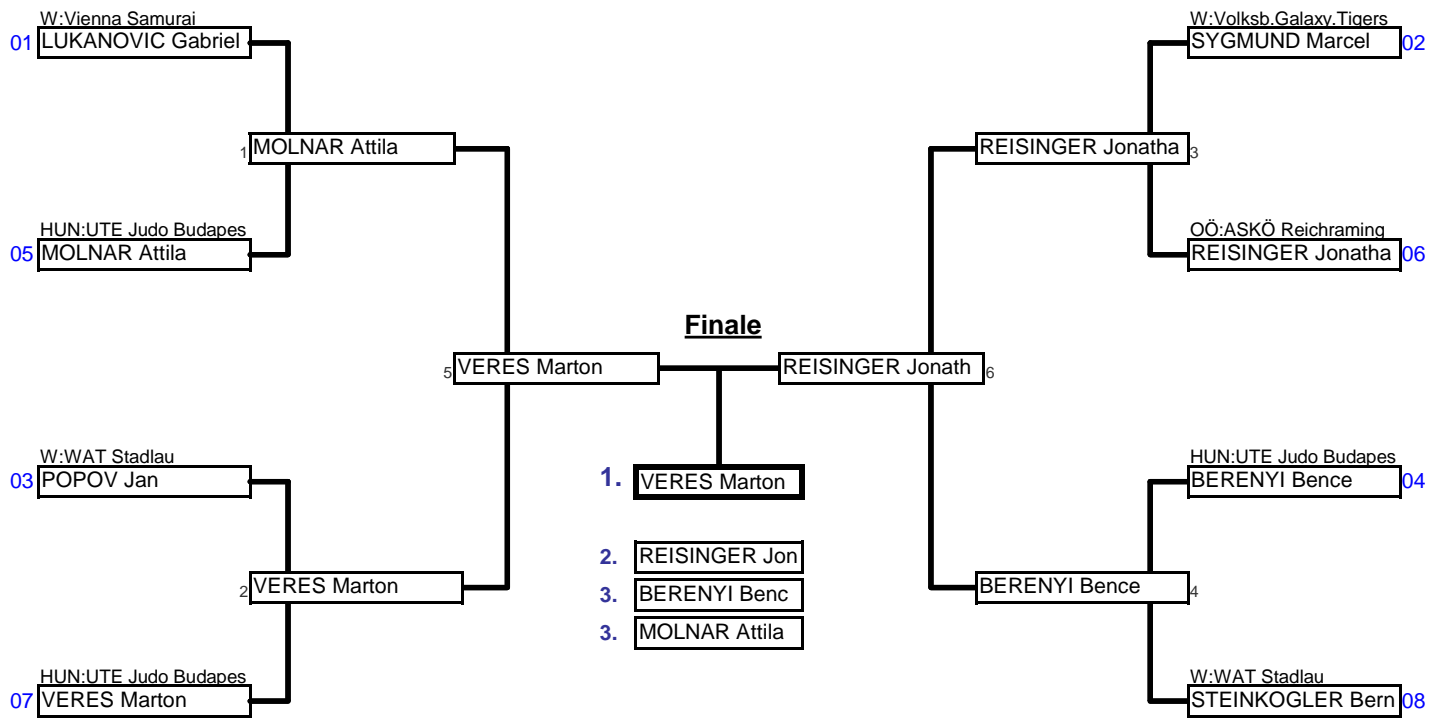 W:Vienna Samurai
01 LUKANOVIC Gabriel
1 MOLNAR Attila
HUN:UTE Judo Budapes
05 MOLNAR Attila
5 VERES Marton
W:WAT Stadlau
03 POPOV Jan
2 VERES Marton
HUN:UTE Judo Budapes
07 VERES Marton
Finale
1. VERES Marton
2. REISINGER Jon
3. BERENYI Benc
3. MOLNAR Attila
W:Volksb.Galaxy.Tigers
SYGMUND Marcel 02
REISINGER Jonatha 3
OÖ:ASKÖ Reichraming
REISINGER Jonatha 06
REISINGER Jonath 6
HUN:UTE Judo Budapes
BERENYI Bence 04
BERENYI Bence 4
W:WAT Stadlau
STEINKOGLER Bern 08